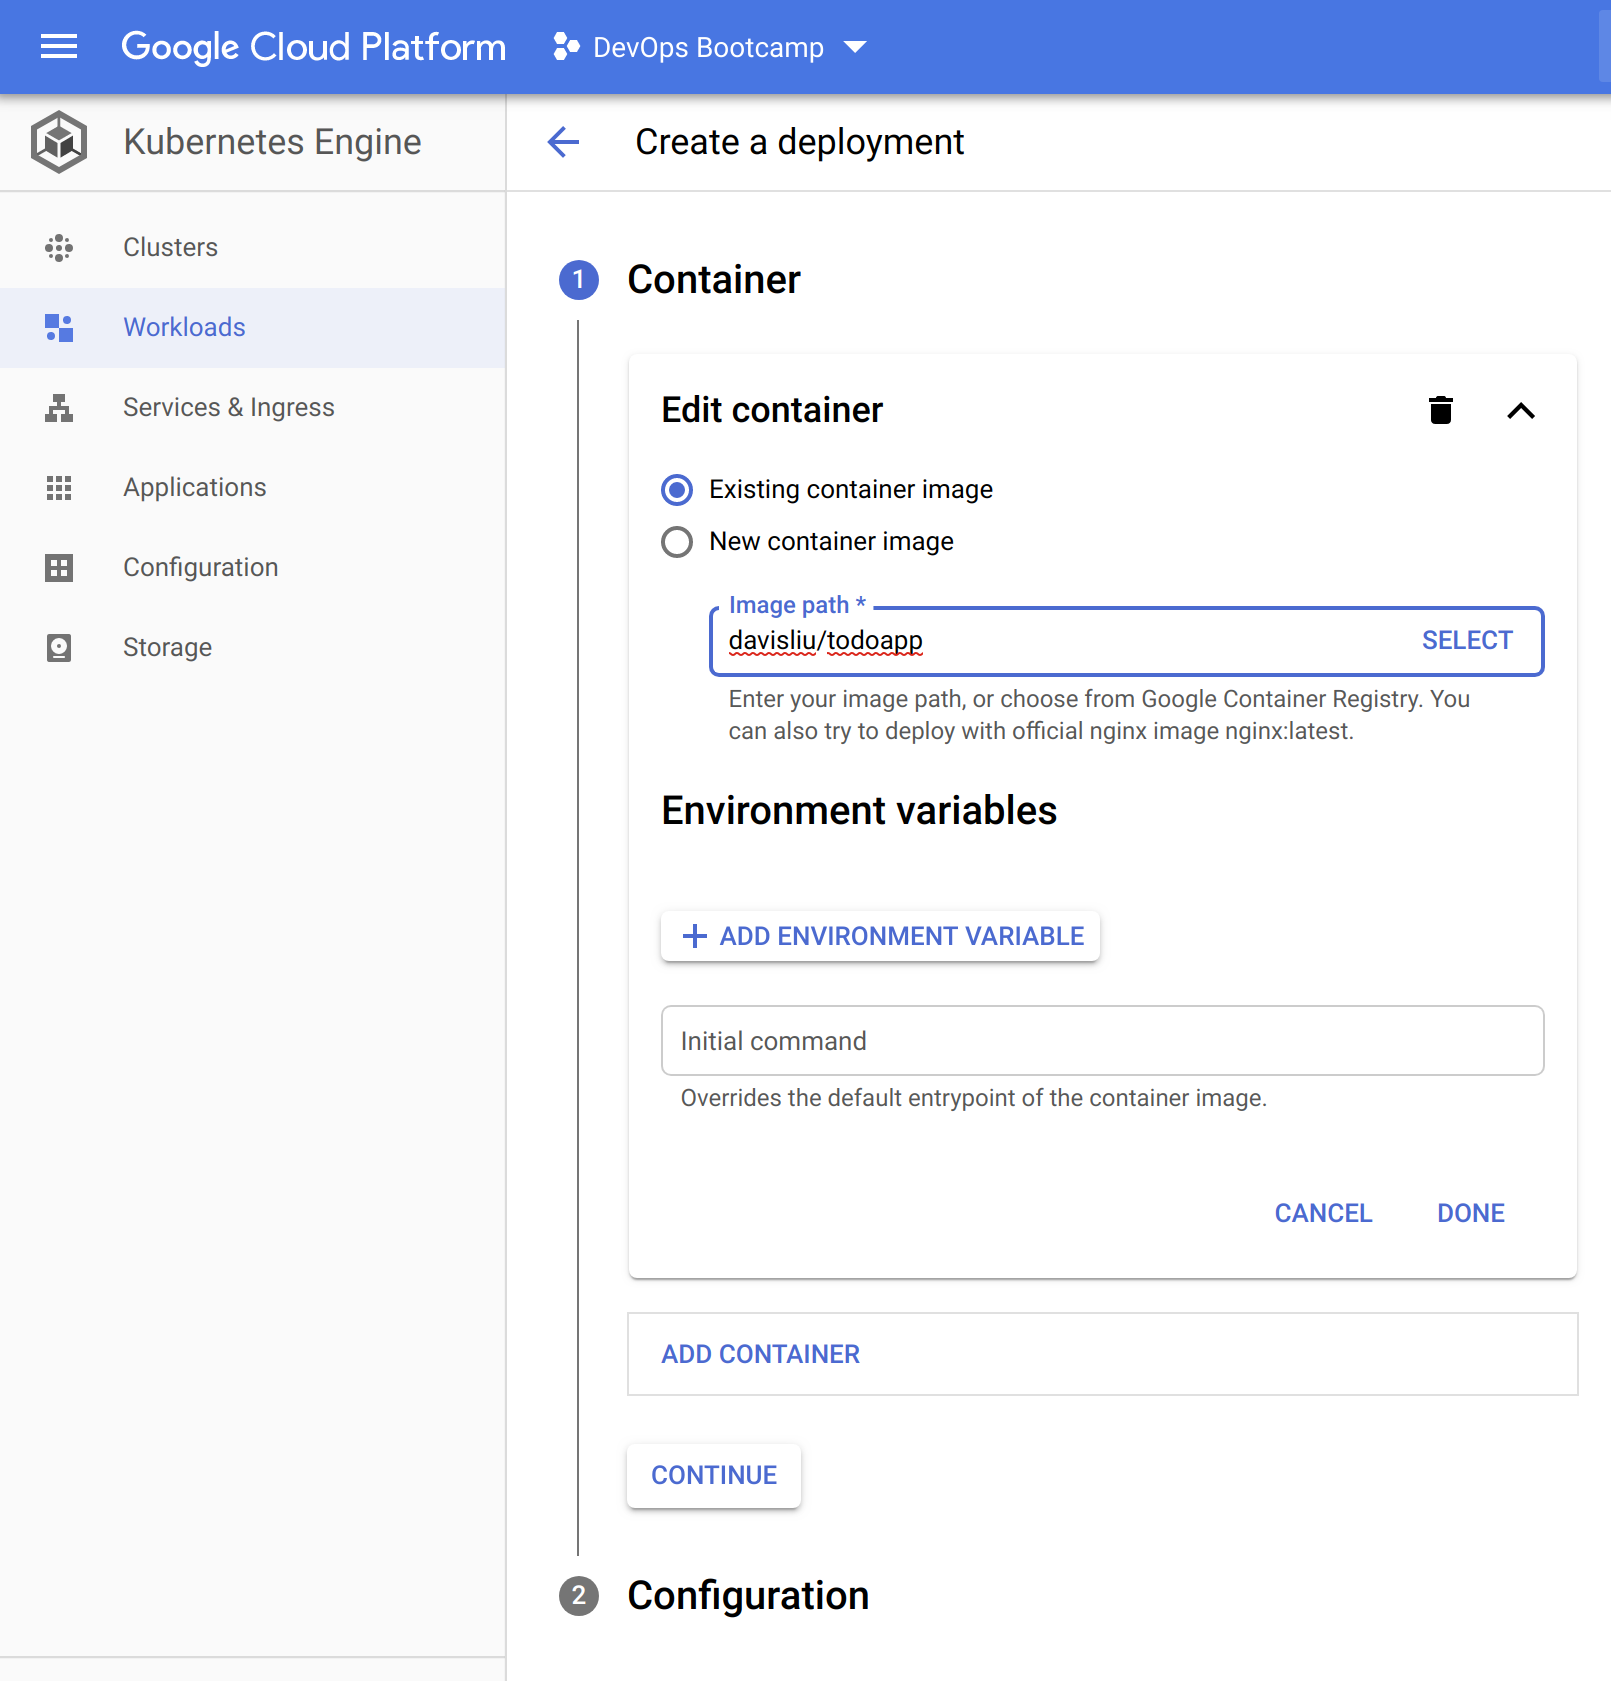 Google Cloud Platform
DevOps Bootcamp
Kubernetes Engine
Create a deployment
Clusters
Workloads
Services & Ingress
Applications
Configuration
Storage
1
Container
Edit container
Existing container image
New container image
Image path *
davisliu/todoapp
SELECT
Enter your image path, or choose from Google Container Registry. You
can also try to deploy with official nginx image nginx:latest.
Environment variables
ADD ENVIRONMENT VARIABLE
Initial command
Overrides the default entrypoint of the container image.
CANCEL
DONE
ADD CONTAINER
CONTINUE
2
Configuration